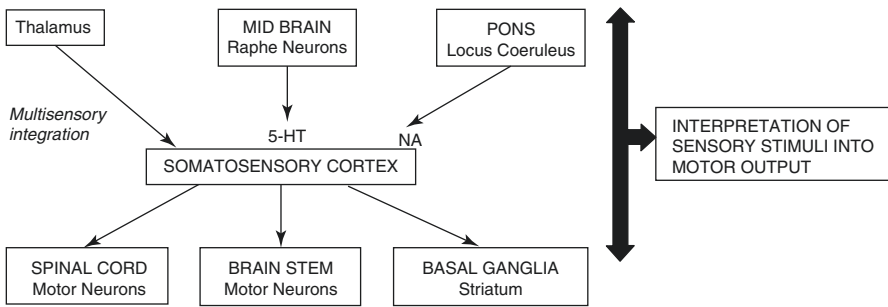 Thalamus
MID BRAIN
Raphe Neurons
PONS
Locus Coeruleus
Multisensory
integration
5-HT
NA
SOMATOSENSORY CORTEX
INTERPRETATION OF
SENSORY STIMULI INTO
MOTOR OUTPUT
SPINAL CORD
Motor Neurons
BRAIN STEM
Motor Neurons
BASAL GANGLIA
Striatum